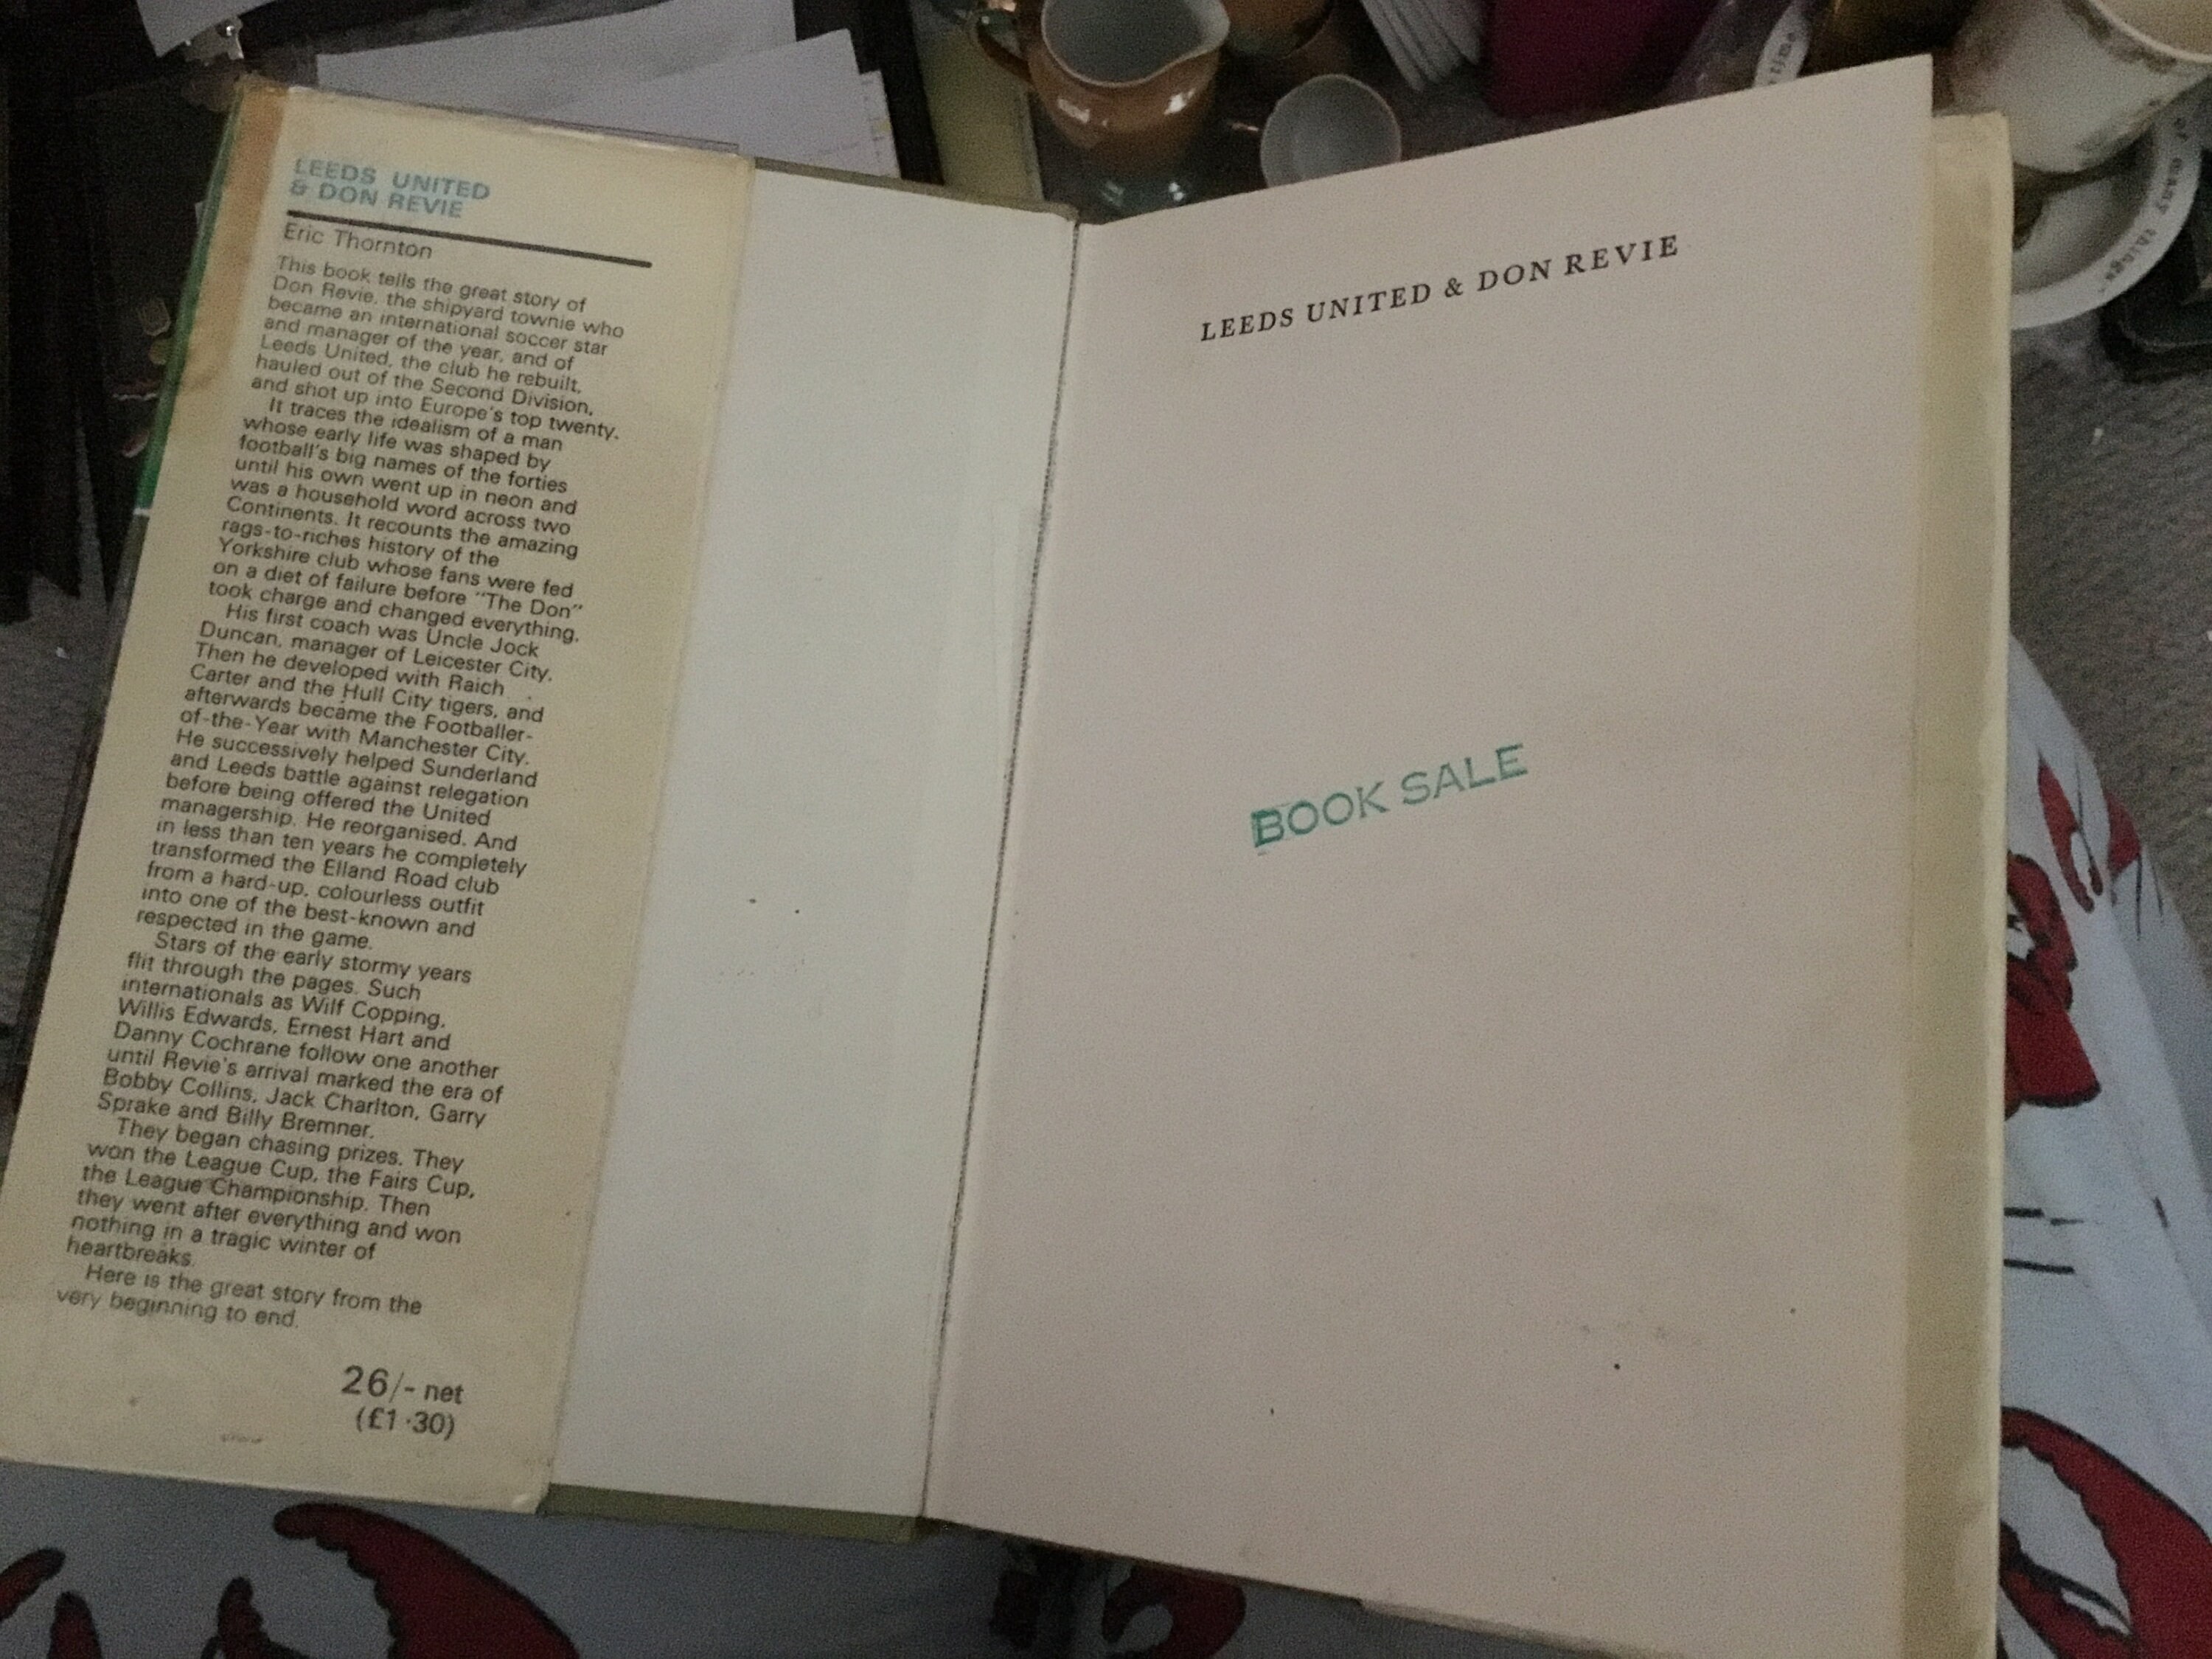 LEEDS UNITED
& DON REVIE
Eric Thornton
This book tells the great story of
Don Revie, the shipyard townie who
became an international soccer star
and manager of the year, and of
Leeds United, the club he rebuilt,
hauled out of the Second Division,
and shot up into Europe's top twenty.
It traces the idealism of a man
whose early life was shaped by
football's big names of the forties
until his own went up in neon and
was a household word across two
Continents. It recounts the amazing
rags-to-riches history of the
Yorkshire club whose fans were fed
on a diet of failure before "The Don"
took charge and changed everything.
His first coach was Uncle Jock
Duncan, manager of Leicester City.
Then he developed with Raich
Carter and the Hull City tigers, and
afterwards became the Footballer-
of-the-Year with Manchester City.
He successively helped Sunderland
and Leeds battle against relegation
before being offered the United
managership. He reorganised. And
in less than ten years he completely
transformed the Elland Road club
from a hard-up, colourless outfit
into one of the best-known and
respected in the game.
Stars of the early stormy years
flit through the pages. Such
internationals as Wilf Copping,
Willis Edwards, Ernest Hart and
Danny Cochrane follow one another
until Revie's arrival marked the era of
Bobby Collins, Jack Charlton, Garry
Sprake and Billy Bremner.
They began chasing prizes. They
won the League Cup, the Fairs Cup,
the League Championship. Then
they went after everything and won
nothing in a tragic winter of
heartbreaks.
Here is the great story from the
very beginning to end.
26/- net
(£1·30)
LEEDS UNITED & DON REVIE
BOOK SALE
of many things"